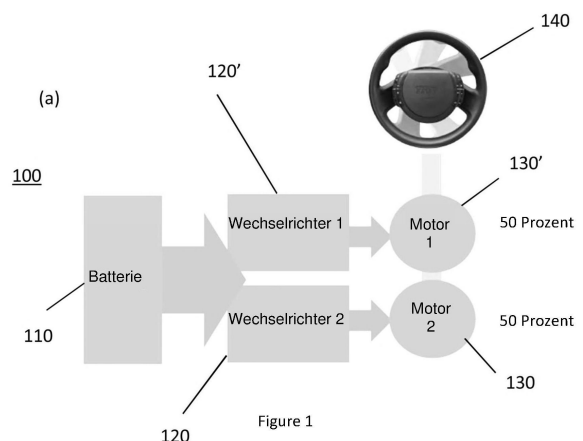 140
120’
(a)
130’
100
Wechselrichter 1
Motor
1
50 Prozent
Batterie
Wechselrichter 2
Motor
2
50 Prozent
110
120
Figure 1
130